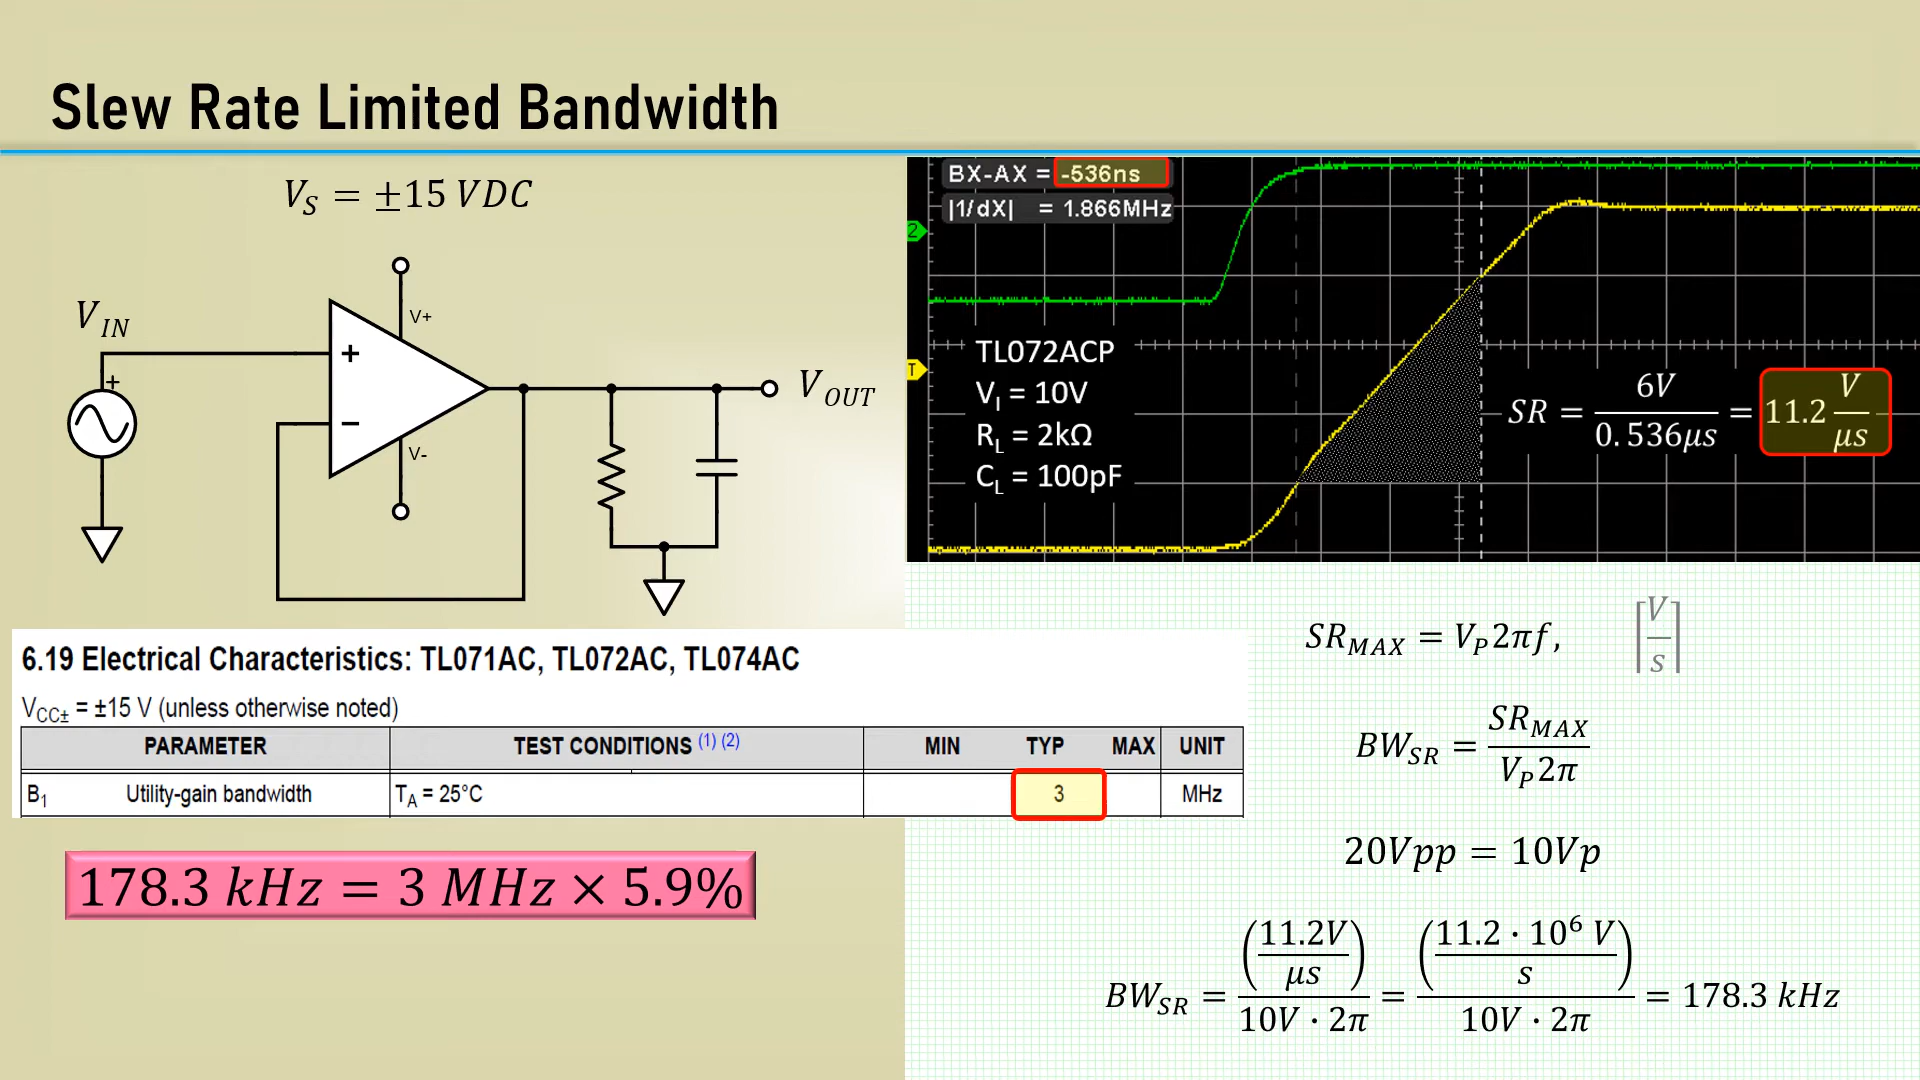 Slew Rate Limited Bandwidth
V_S = ±15 VDC
V_IN
+
+
−
V+
V-
V_OUT
BX-AX = -536ns
|1/dX| = 1.866MHz
2
T
TL072ACP
V_I = 10V
R_L = 2kΩ
C_L = 100pF
SR = 6V / 0.536μs = 11.2 V/μs
6.19 Electrical Characteristics: TL071AC, TL072AC, TL074AC
V_CC± = ±15 V (unless otherwise noted)
PARAMETER TEST CONDITIONS (1) (2) MIN TYP MAX UNIT
B_1 Utility-gain bandwidth T_A = 25°C 3 MHz
178.3 kHz = 3 MHz × 5.9%
SR_MAX = V_P 2πf, [V/s]
BW_SR = SR_MAX / V_P 2π
20Vpp = 10Vp
BW_SR = (11.2V/μs) / 10V · 2π = (11.2 · 10⁶ V/s) / 10V · 2π = 178.3 kHz